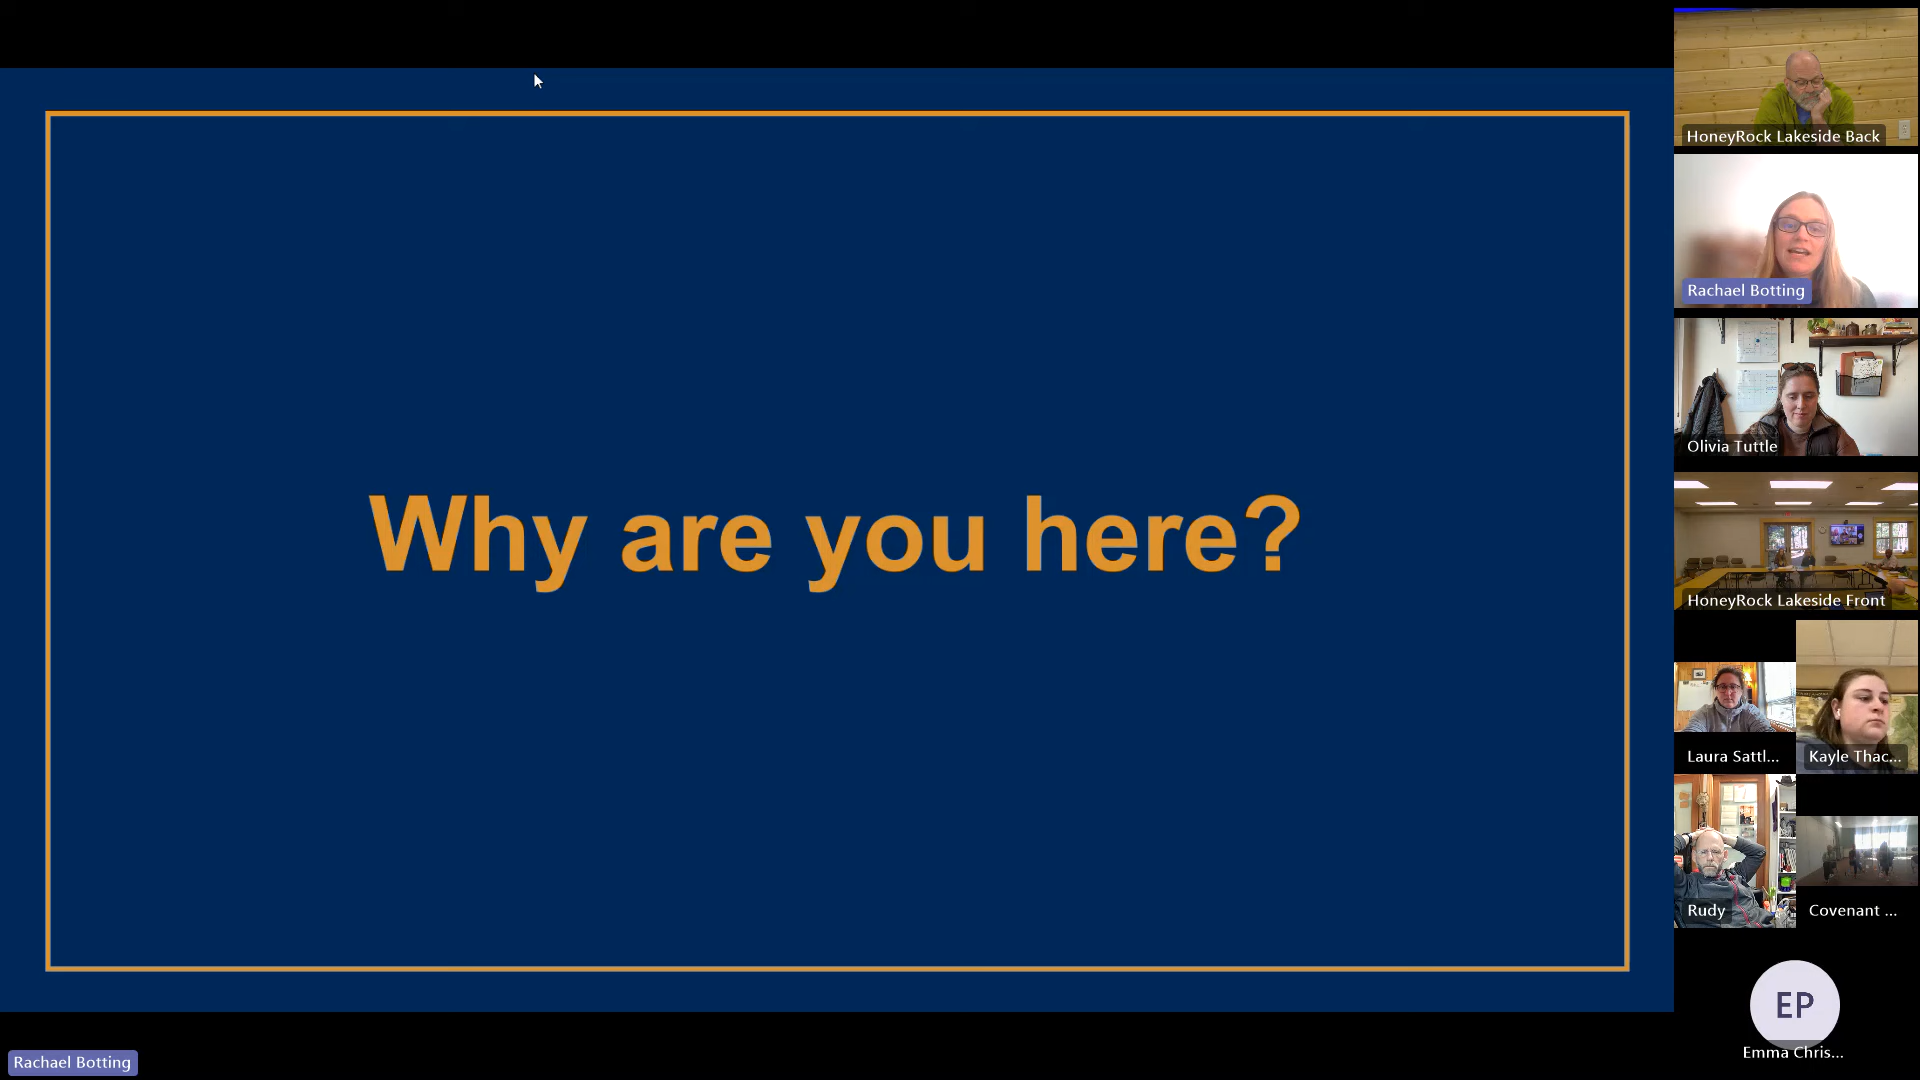 Why are you here?
HoneyRock Lakeside Back
Rachael Botting
Olivia Tuttle
HoneyRock Lakeside Front
Laura Sattl...
Kayle Thac...
Rudy
Covenant ...
EP
Emma Chris...
Rachael Botting